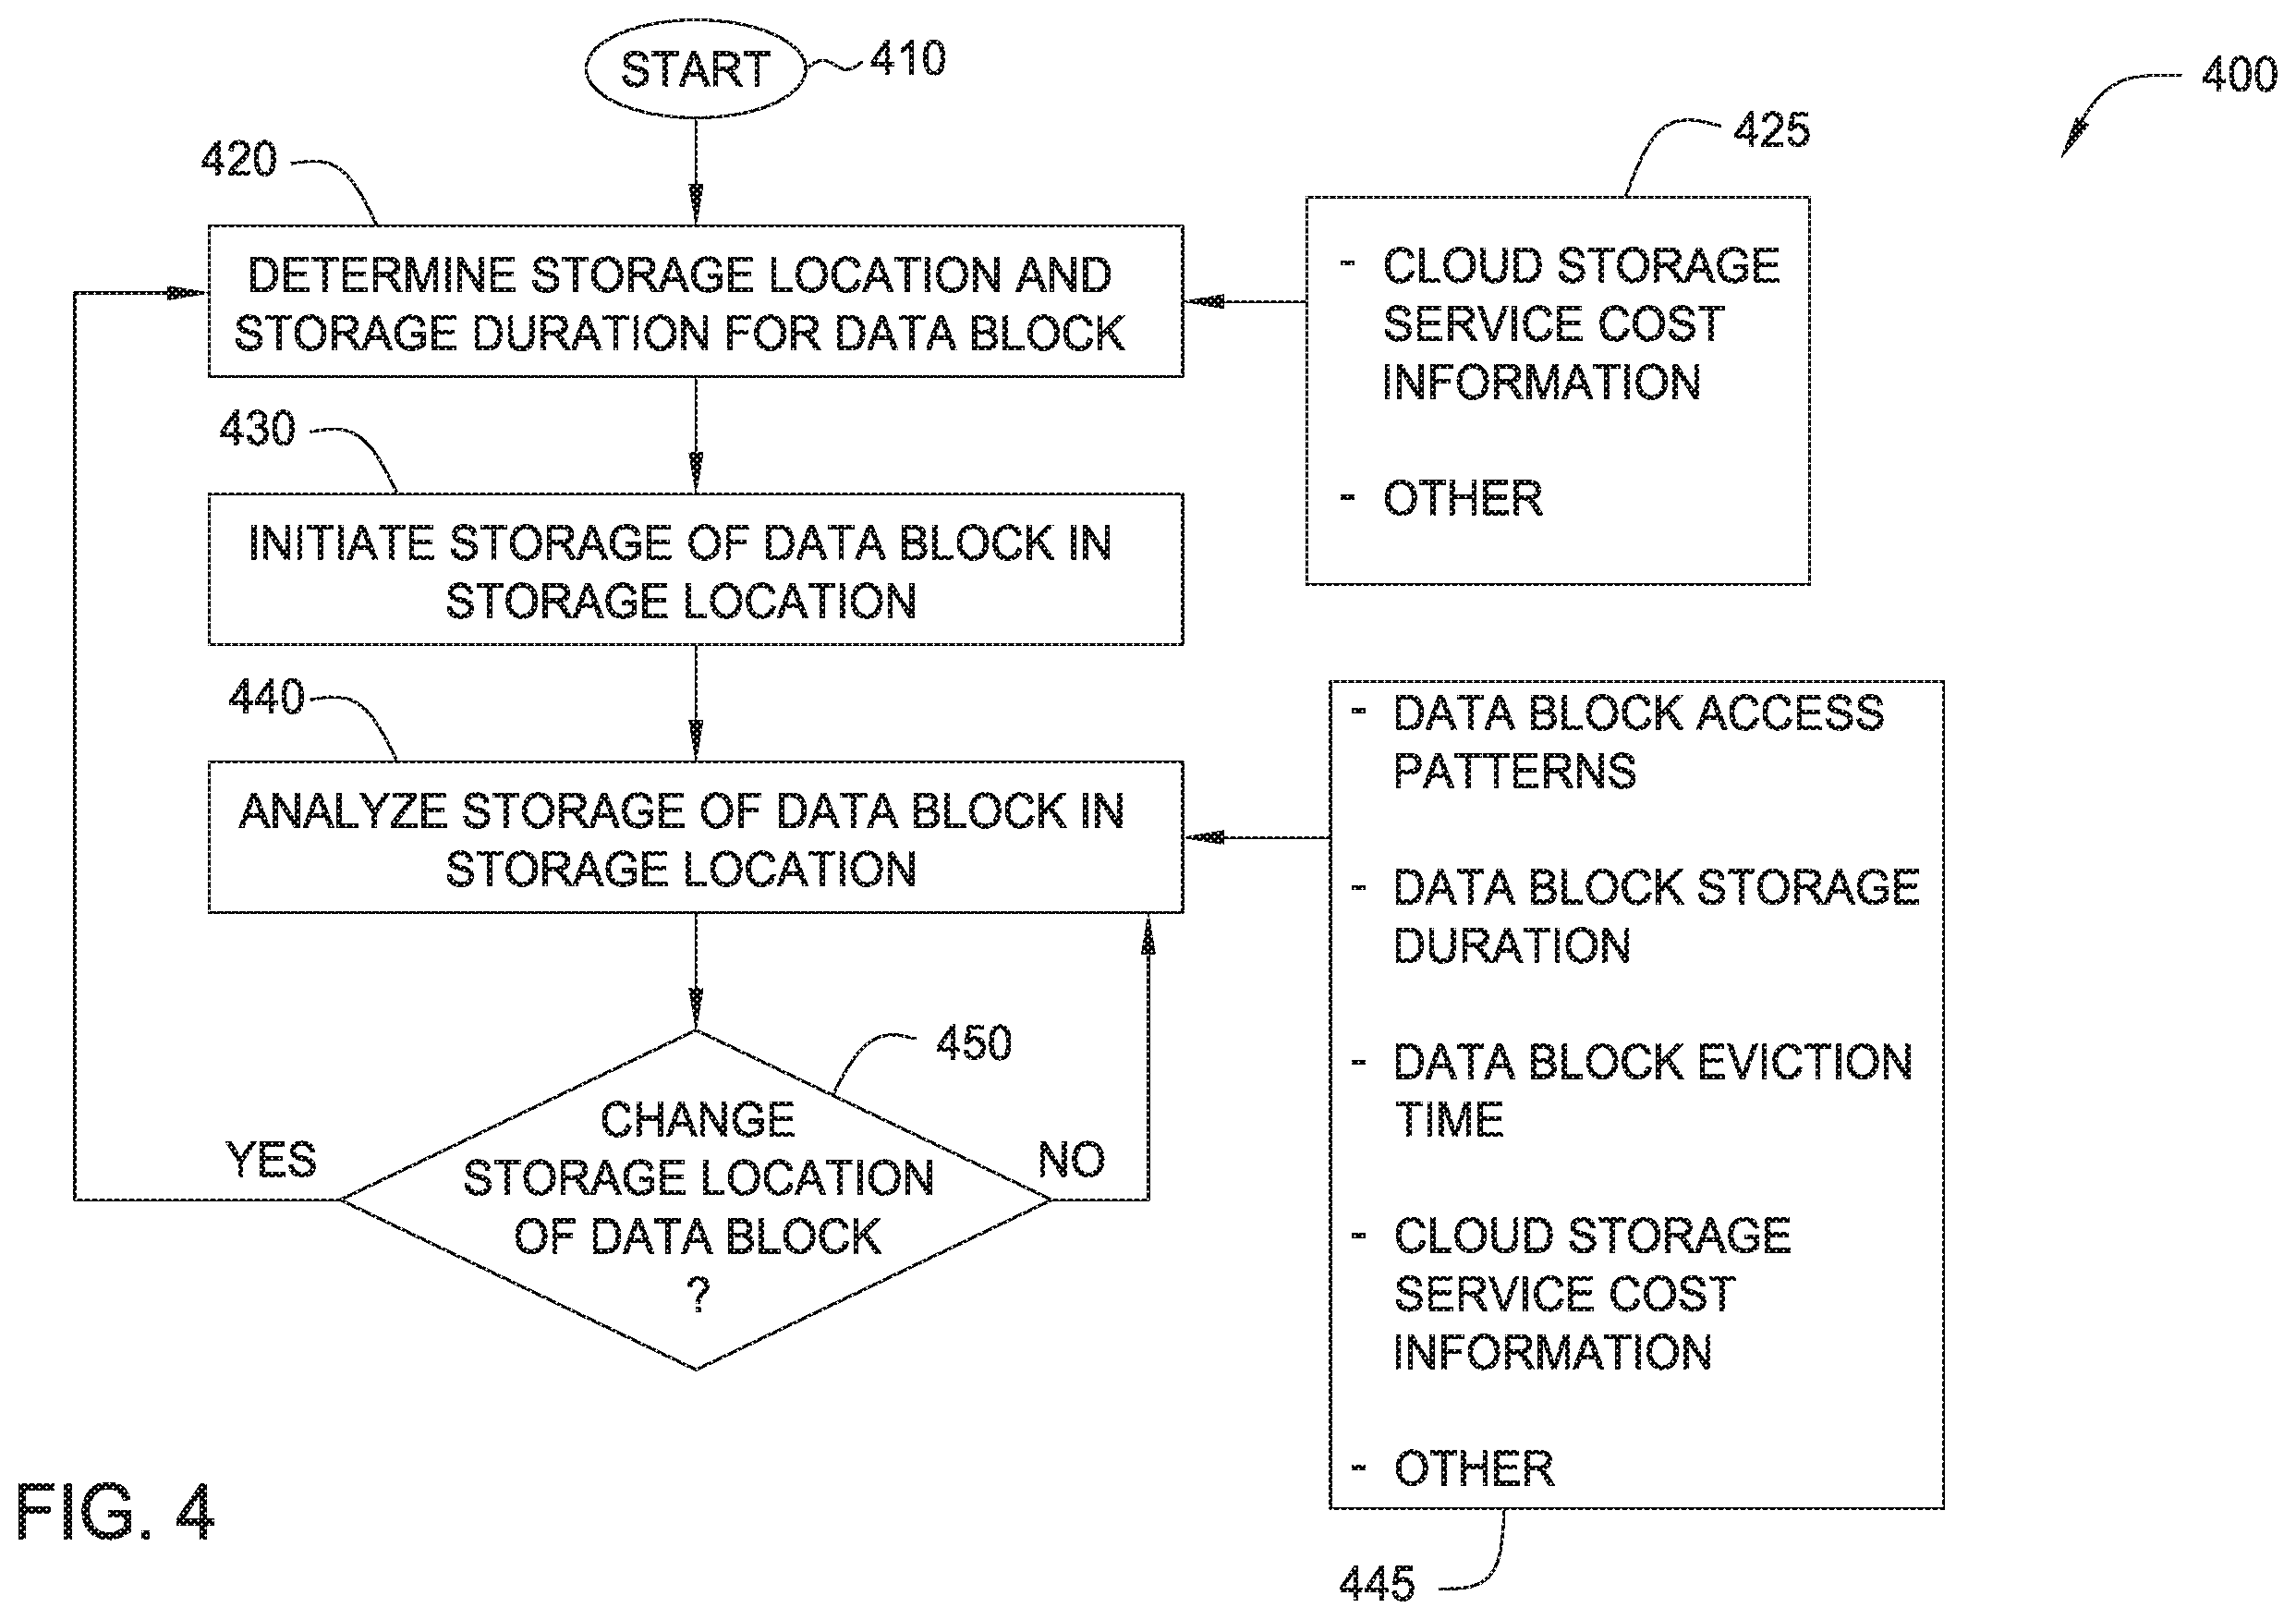 START
410
400
420
425
DETERMINE STORAGE LOCATION AND
STORAGE DURATION FOR DATA BLOCK
- CLOUD STORAGE
SERVICE COST
INFORMATION
- OTHER
430
INITIATE STORAGE OF DATA BLOCK IN
STORAGE LOCATION
440
ANALYZE STORAGE OF DATA BLOCK IN
STORAGE LOCATION
- DATA BLOCK ACCESS
PATTERNS
- DATA BLOCK STORAGE
DURATION
- DATA BLOCK EVICTION
TIME
- CLOUD STORAGE
SERVICE COST
INFORMATION
- OTHER
445
450
CHANGE
STORAGE LOCATION
OF DATA BLOCK
?
YES
NO
FIG. 4